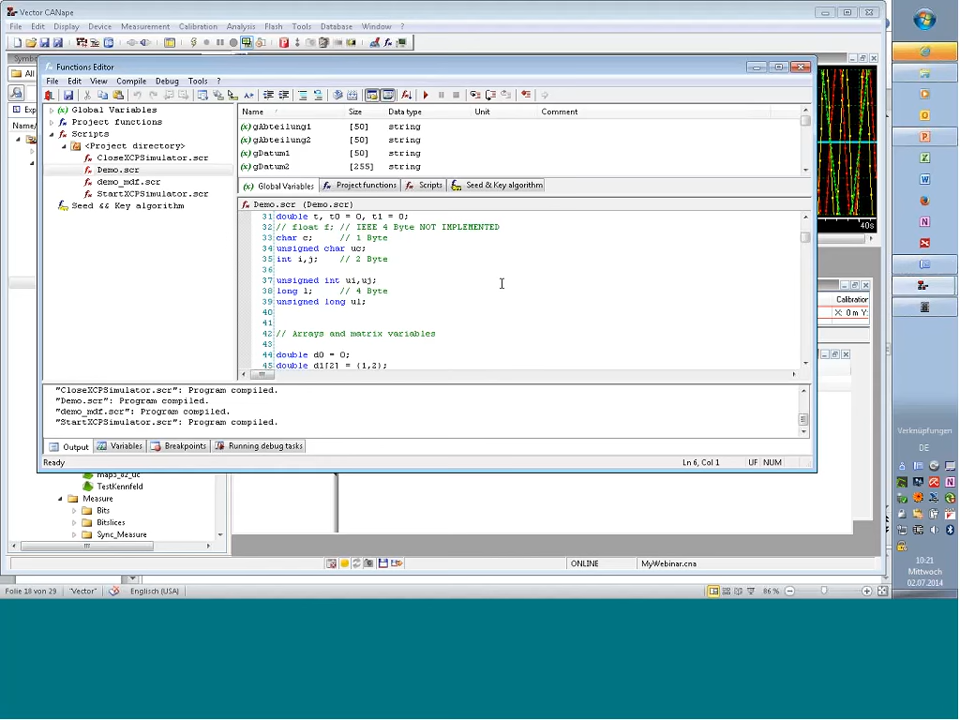 Vector CANape
File Edit Display Device Measurement Calibration Analysis Flash Tools Database Window ?
Functions Editor
File Edit View Compile Debug Tools ?
All
Exp
Name/
Global Variables
Project functions
Scripts
<Project directory>
CloseXCPSimulator.scr
Demo.scr
demo_mdf.scr
StartXCPSimulator.scr
Seed && Key algorithm
Name Size Data type Unit Comment
gAbteilung1 [50] string
gAbteilung2 [50] string
gDatum1 [50] string
gDatum2 [255] string
Global Variables Project functions Scripts Seed & Key algorithm
Demo.scr (Demo.scr)
31 double t, t0 = 0, t1 = 0;
32 // float f; // IEEE 4 Byte NOT IMPLEMENTED
33 char c; // 1 Byte
34 unsigned char uc;
35 int i,j; // 2 Byte
36
37 unsigned int ui,uj;
38 long l; // 4 Byte
39 unsigned long ul;
40
41
42 // Arrays and matrix variables
43
44 double d0 = 0;
45 double d1[2] = {1,2};
"CloseXCPSimulator.scr": Program compiled.
"Demo.scr": Program compiled.
"demo_mdf.scr": Program compiled.
"StartXCPSimulator.scr": Program compiled.
Output Variables Breakpoints Running debug tasks
Ready Ln 6, Col 1 UF NUM
40s
Calibration
X: 0 m Y:
TestKennfeld
Measure
Bits
Bitslices
Sync_Measure
ONLINE MyWebinar.cna
Folie 18 von 29 "Vector" Englisch (USA) 86 %
Verknüpfungen
DE
10:21
Mittwoch
02.07.2014